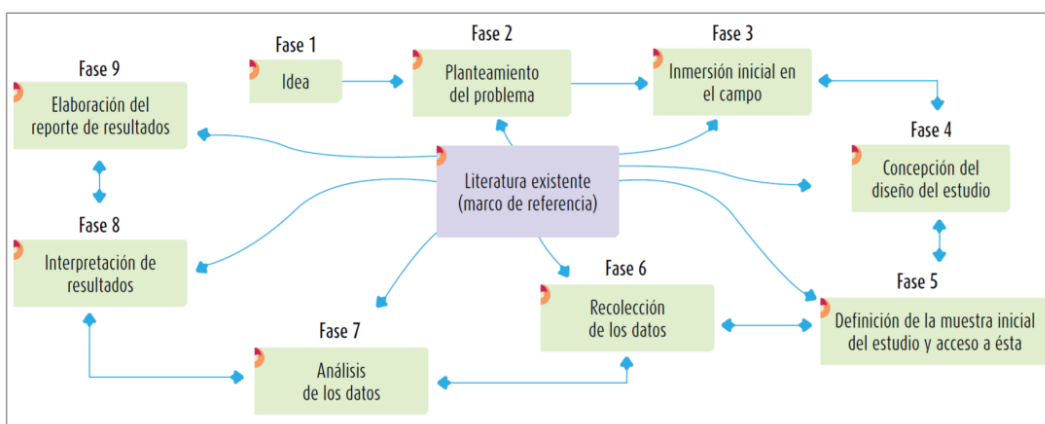 Fase 1
Idea
Fase 2
Planteamiento
del problema
Fase 3
Inmersión inicial en
el campo
Fase 4
Concepción del
diseño del estudio
Fase 5
Definición de la muestra inicial
del estudio y acceso a ésta
Fase 6
Recolección
de los datos
Fase 7
Análisis
de los datos
Fase 8
Interpretación de
resultados
Fase 9
Elaboración del
reporte de resultados
Literatura existente
(marco de referencia)